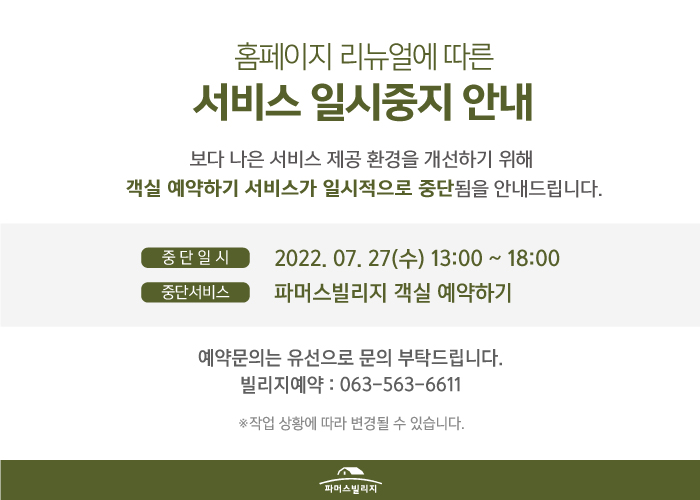 홈페이지 리뉴얼에 따른
서비스 일시중지 안내
보다 나은 서비스 제공 환경을 개선하기 위해
객실 예약하기 서비스가 일시적으로 중단됨을 안내드립니다.
중 단 일 시 2022. 07. 27(수) 13:00 ~ 18:00
중단서비스 파머스빌리지 객실 예약하기
예약문의는 유선으로 문의 부탁드립니다.
빌리지예약 : 063-563-6611
※작업 상황에 따라 변경될 수 있습니다.
파머스빌리지